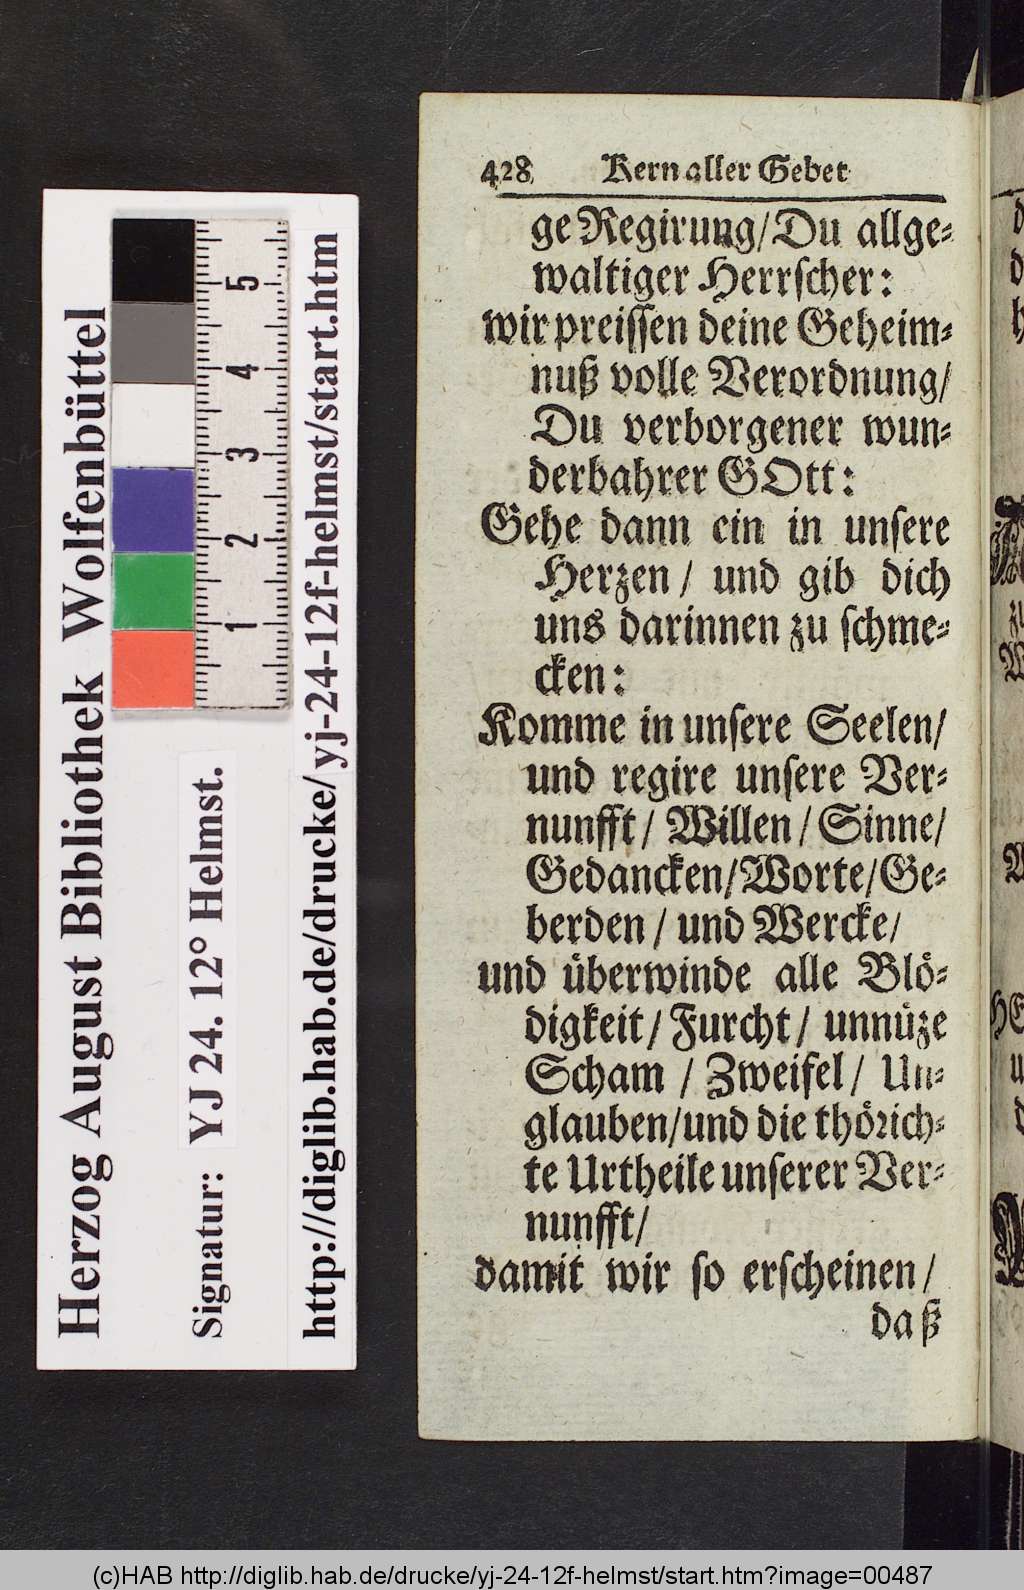 428 Kern aller Gebet
ge Regirung/Du allge⸗
waltiger Herrscher:
wir preissen deine Geheim⸗
nuß volle Verordnung/
Du verborgener wun⸗
derbahrer GOtt:
Gehe dann ein in unsere
Herzen / und gib dich
uns darinnen zu schme⸗
cken:
Komme in unsere Seelen/
und regire unsere Ver⸗
nunfft/ Willen/Sinne/
Gedancken/Worte/Ge⸗
berden / und Wercke/
und überwinde alle Blö⸗
digkeit/ Furcht/ unnüze
Scham / Zweifel/ Un⸗
glauben/und die thörich⸗
te Urtheile unserer Ver⸗
nunfft/
damit wir so erscheinen/
daß
Herzog August Bibliothek Wolfenbüttel
Signatur: YJ 24. 12° Helmst.
http://diglib.hab.de/drucke/yj-24-12f-helmst/start.htm
5
4
3
2
1
(c)HAB http://diglib.hab.de/drucke/yj-24-12f-helmst/start.htm?image=00487